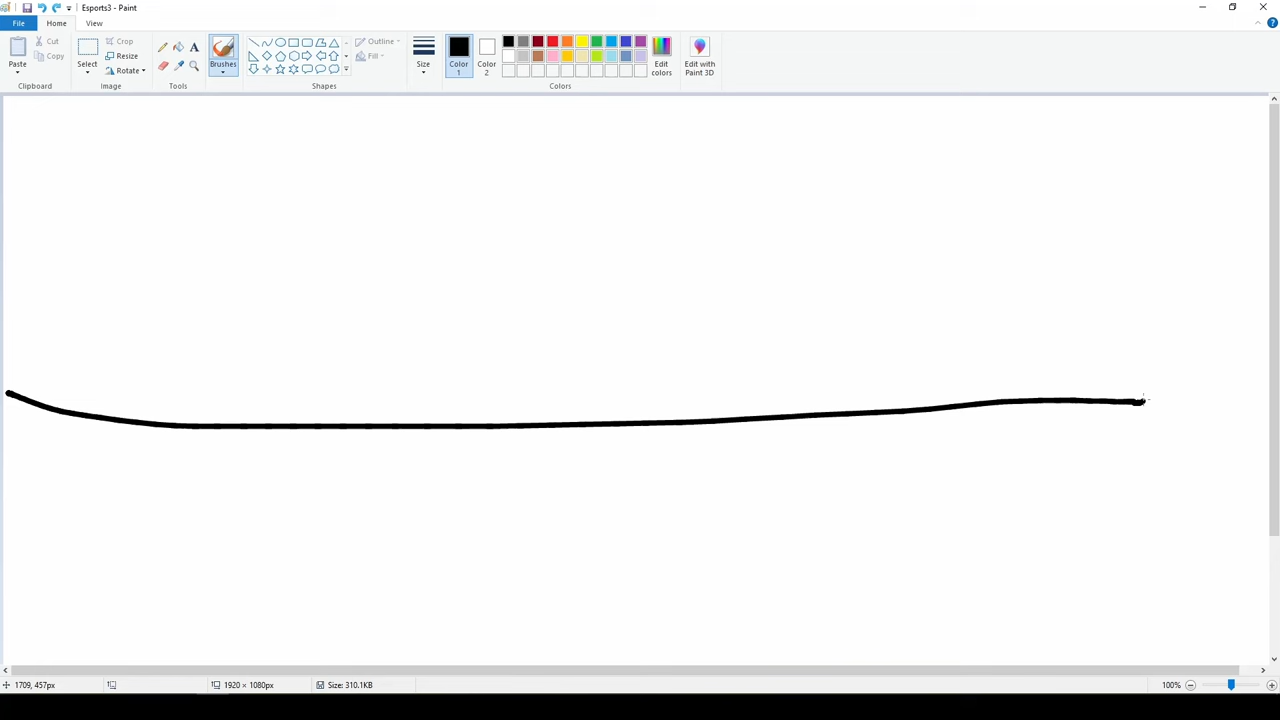 Esports3 - Paint
File
Home
View
Paste
Cut
Copy
Clipboard
Select
Crop
Resize
Rotate
Image
A
Tools
Brushes
Outline
Fill
Shapes
Size
Color 1
Color 2
Edit colors
Colors
Edit with Paint 3D
1709, 457px
1920 × 1080px
Size: 310.1KB
100%